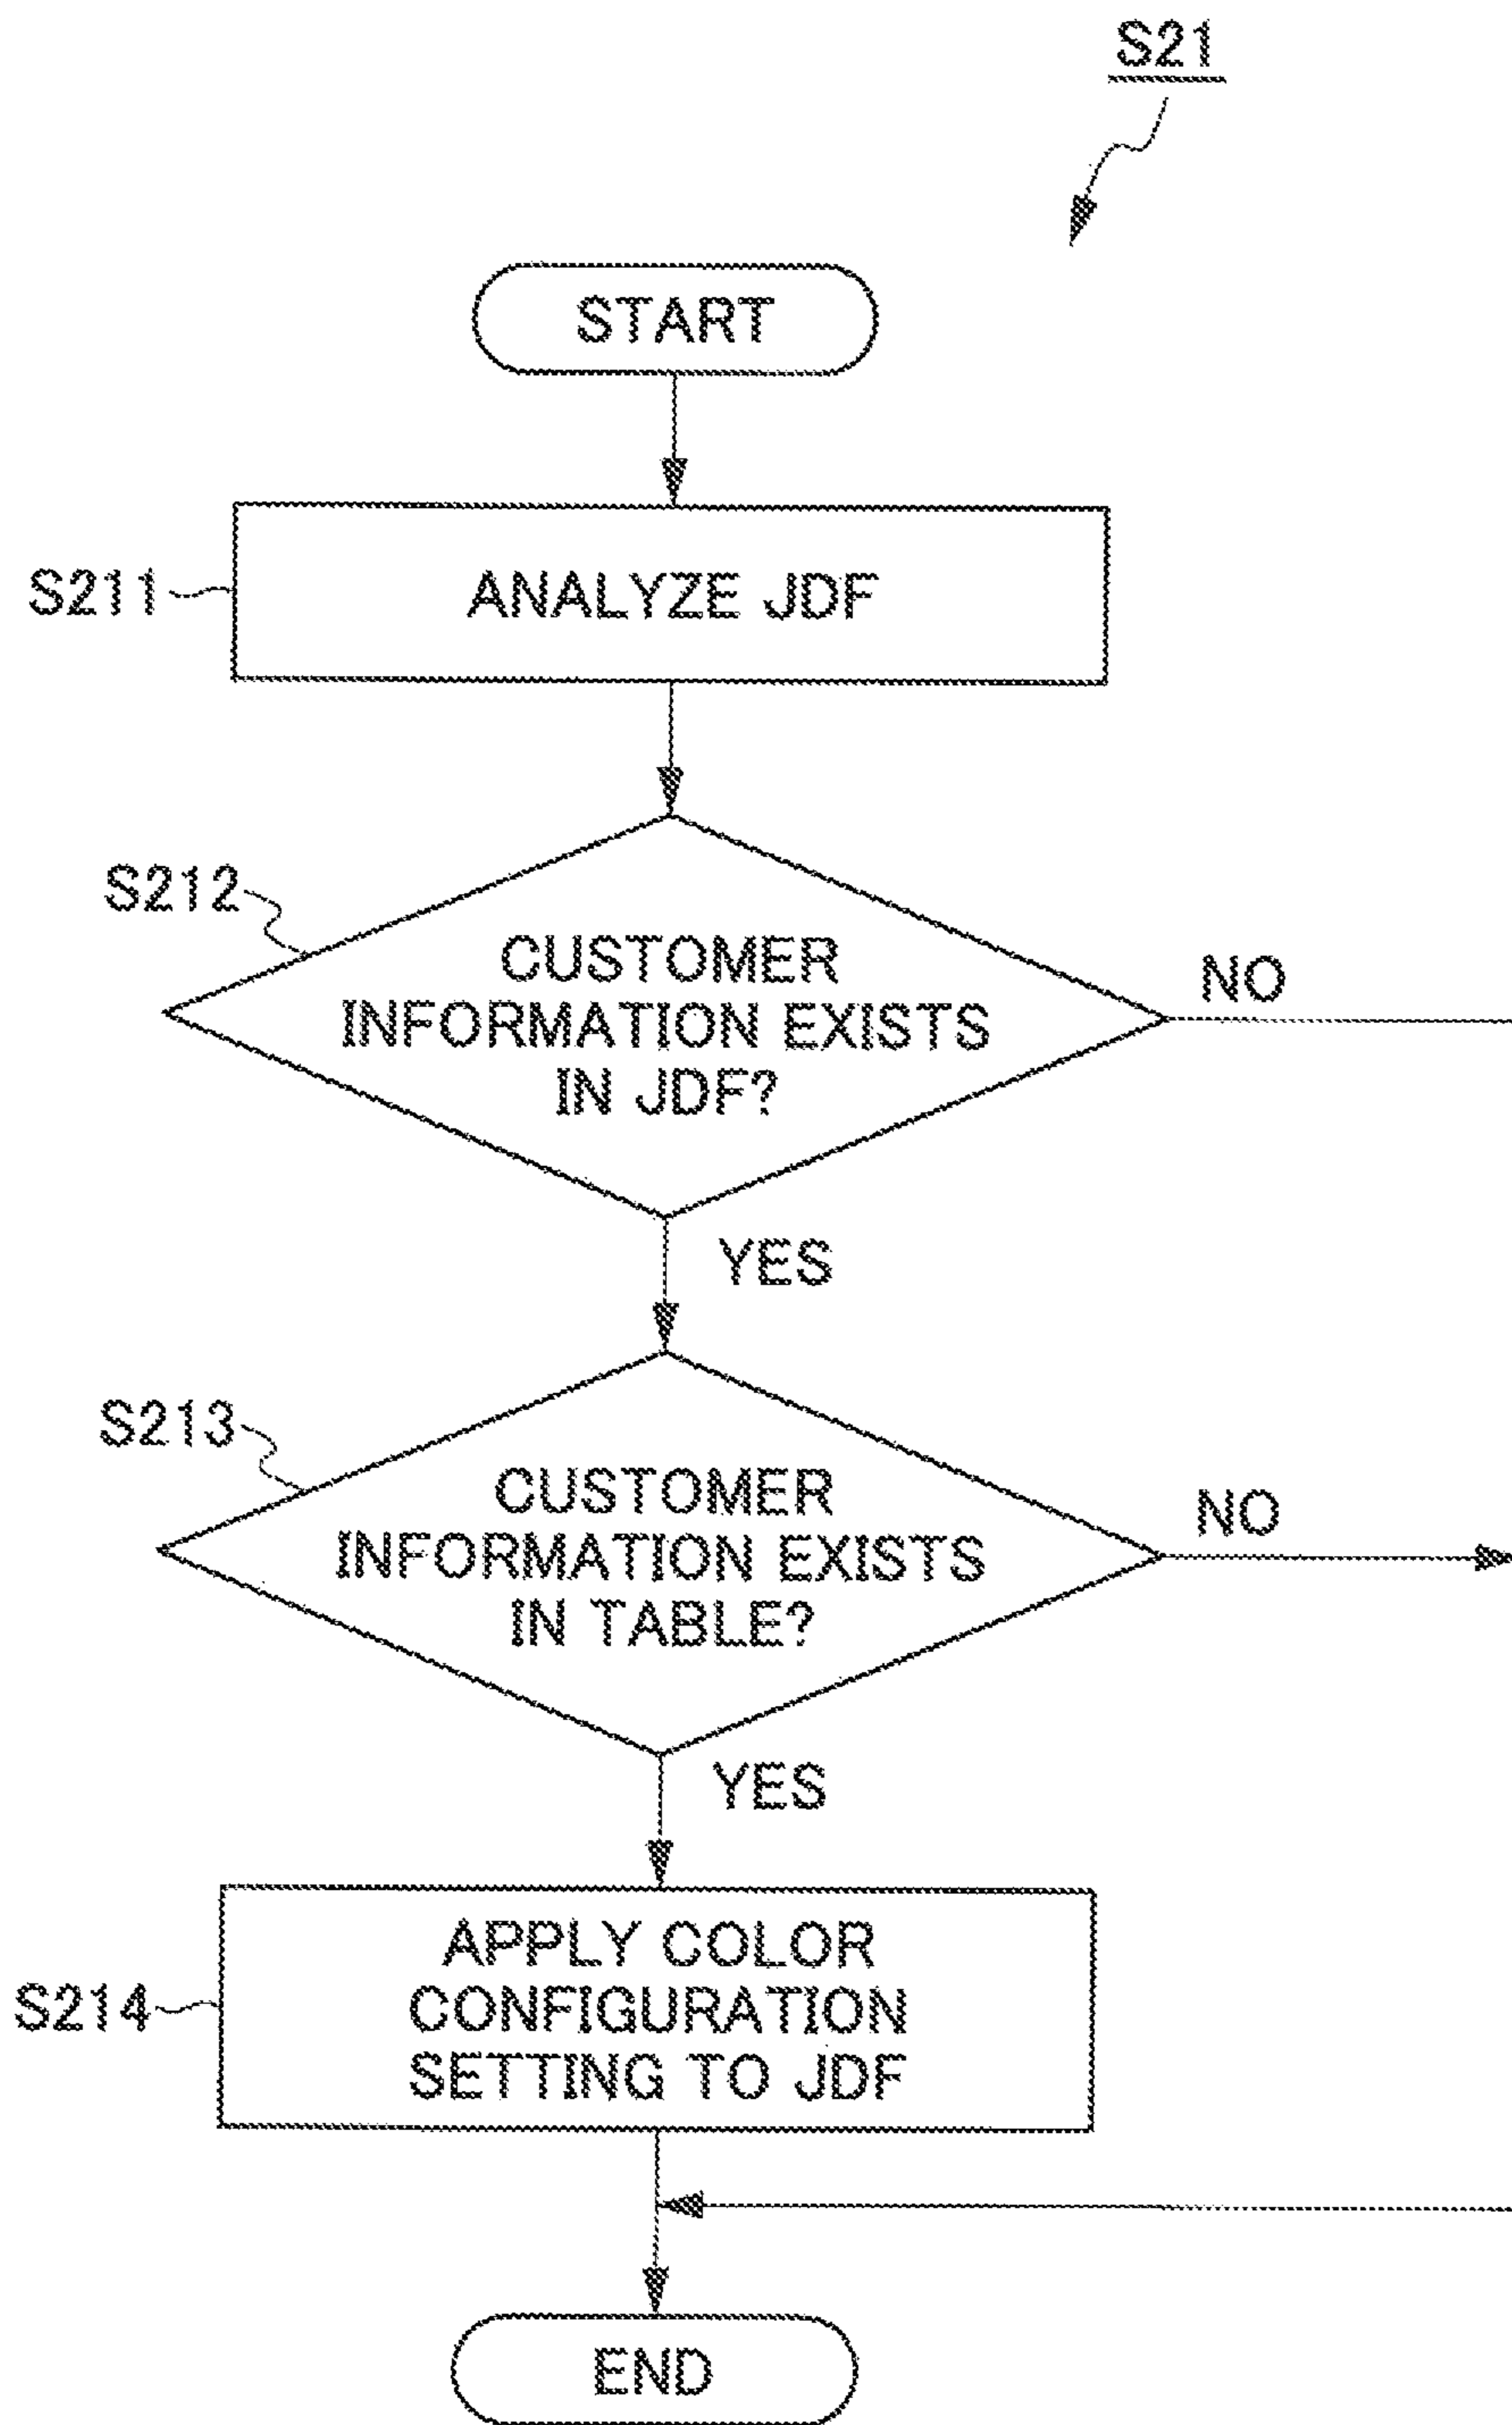 S21
START
S211
ANALYZE JDF
S212
CUSTOMER
INFORMATION EXISTS
IN JDF?
NO
YES
S213
CUSTOMER
INFORMATION EXISTS
IN TABLE?
NO
YES
S214
APPLY COLOR
CONFIGURATION
SETTING TO JDF
END